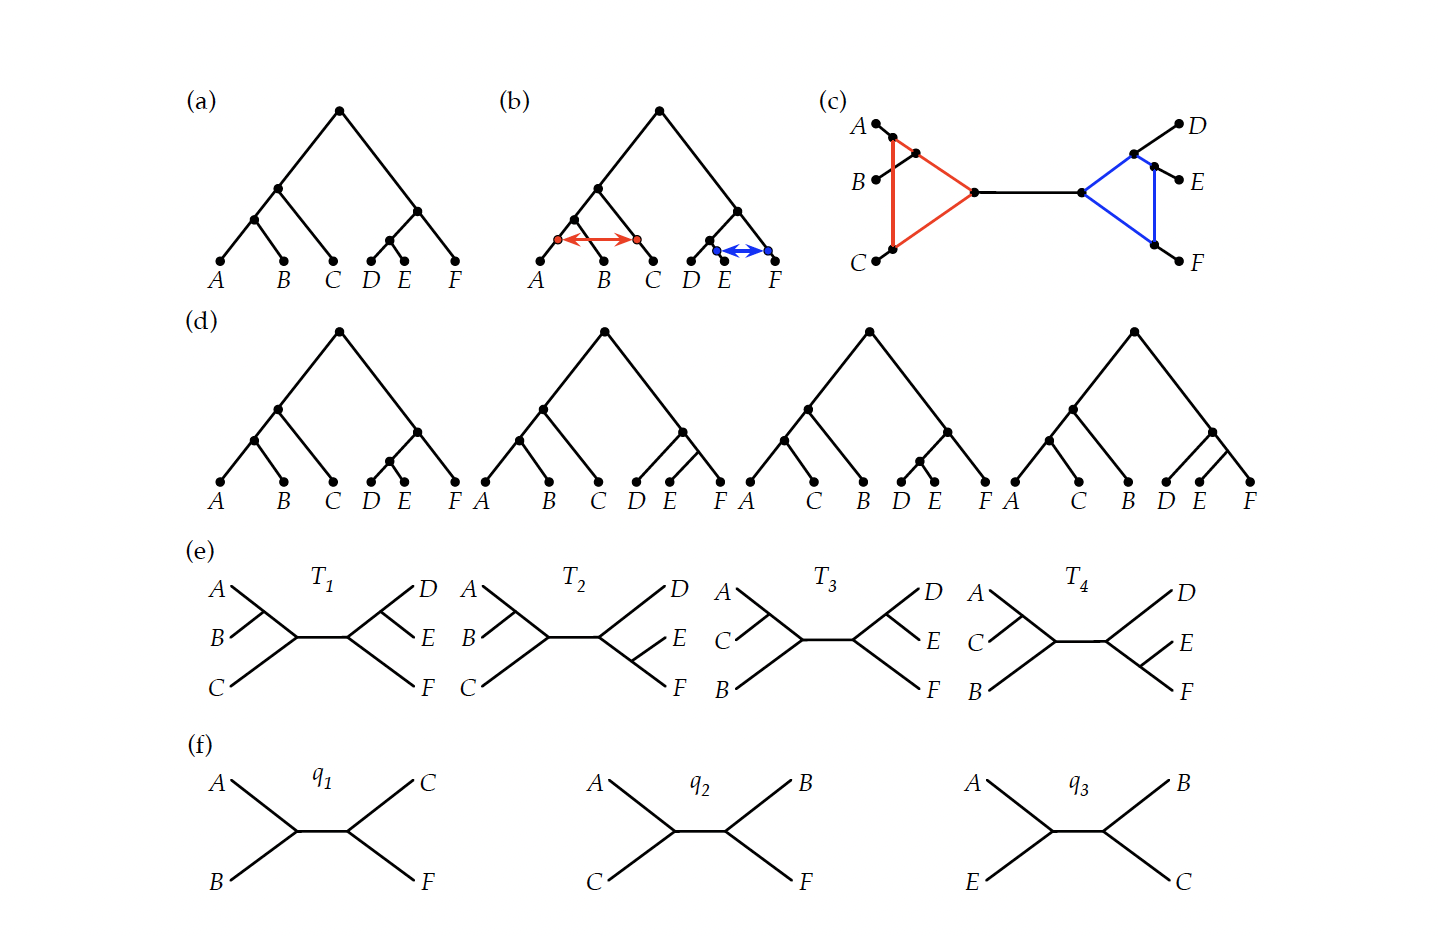 (a) (b) (c)
A B C D E F
A B C D E F
A B C D E F
(d)
A B C D E F
A B C D E F
A C B D E F
A C B D E F
(e)
T1 T2 T3 T4
A B C D E F
A B C D E F
A C B D E F
A C B D E F
(f)
q1 q2 q3
A B C F
A C B F
A E B C